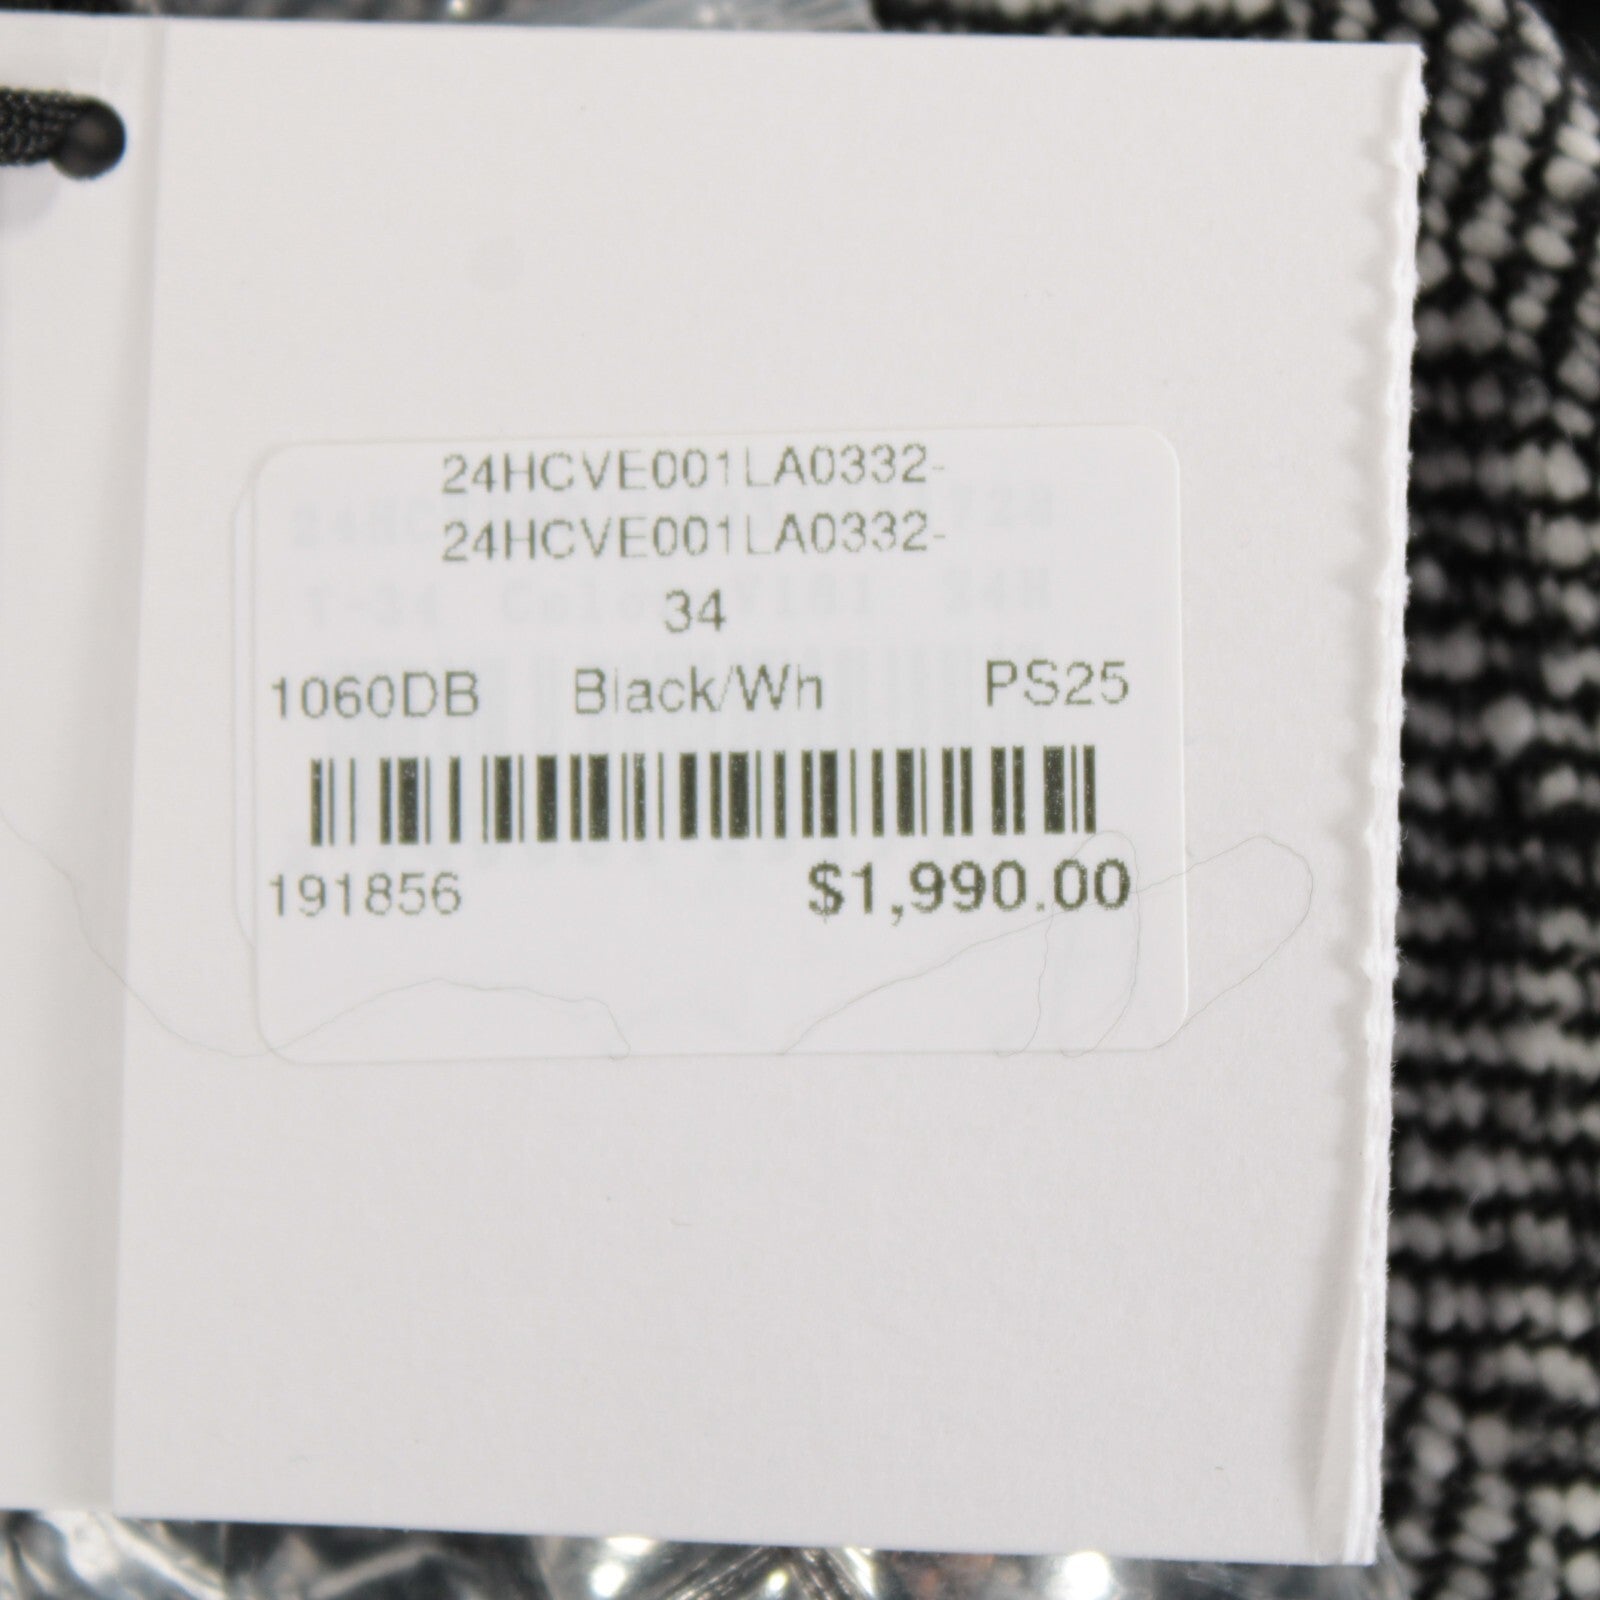 24HCVE001LA0332-
24HCVE001LA0332-
34
1060DB Black/Wh PS25
191856 $1,990.00